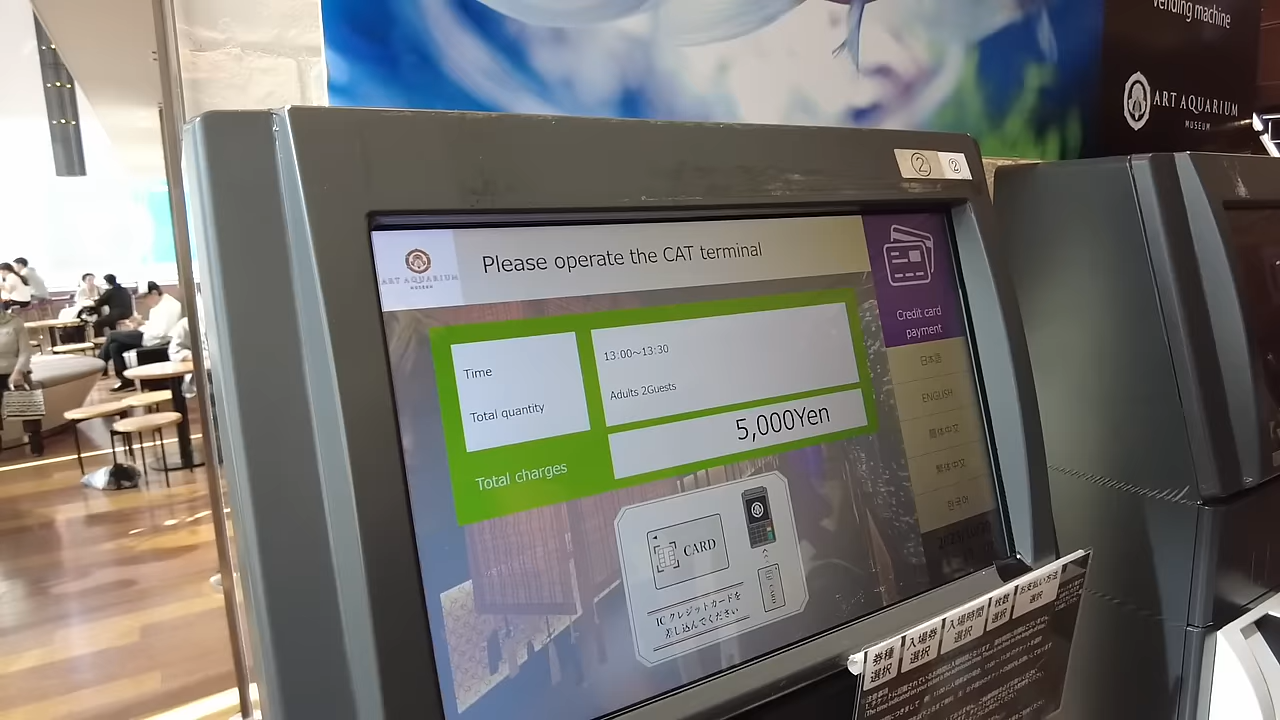 vending machine
ART AQUARIUM
MUSEUM
② ②
ART AQUARIUM
MUSEUM
Please operate the CAT terminal
Credit card
payment
Time
13:00～13:30
Total quantity
Adults 2Guests
Total charges
5,000Yen
日本語
ENGLISH
簡体中文
繁体中文
한국어
CARD
CARD
IC クレジットカードを
差し込んでください
券種
選択
入場券
選択
入場時間
選択
枚数
選択
お支払い方法
選択